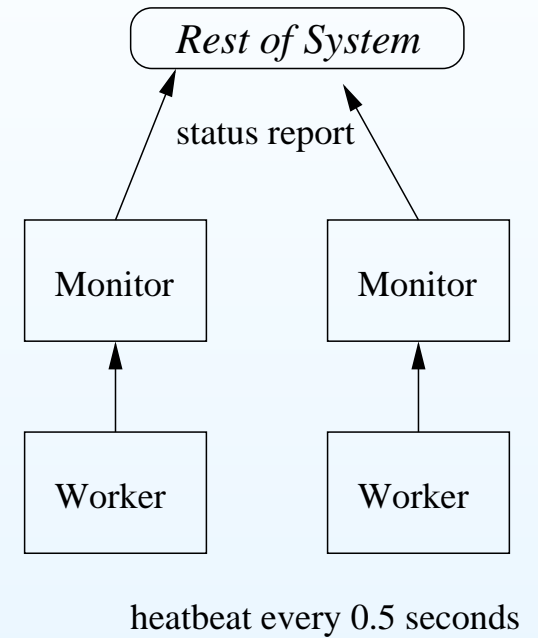 Rest of System
status report
Monitor Monitor
Worker Worker
heatbeat every 0.5 seconds